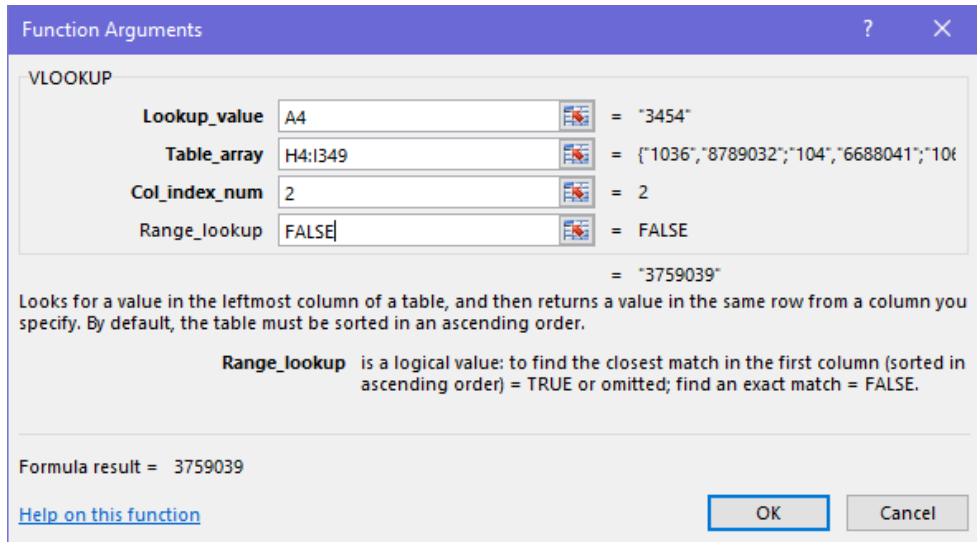 Function Arguments ? ×
VLOOKUP
Lookup_value A4 = "3454"
Table_array H4:I349 = {"1036","8789032";"104","6688041";"106
Col_index_num 2 = 2
Range_lookup FALSE = FALSE
= "3759039"
Looks for a value in the leftmost column of a table, and then returns a value in the same row from a column you
specify. By default, the table must be sorted in an ascending order.
Range_lookup is a logical value: to find the closest match in the first column (sorted in
ascending order) = TRUE or omitted; find an exact match = FALSE.
Formula result = 3759039
Help on this function OK Cancel